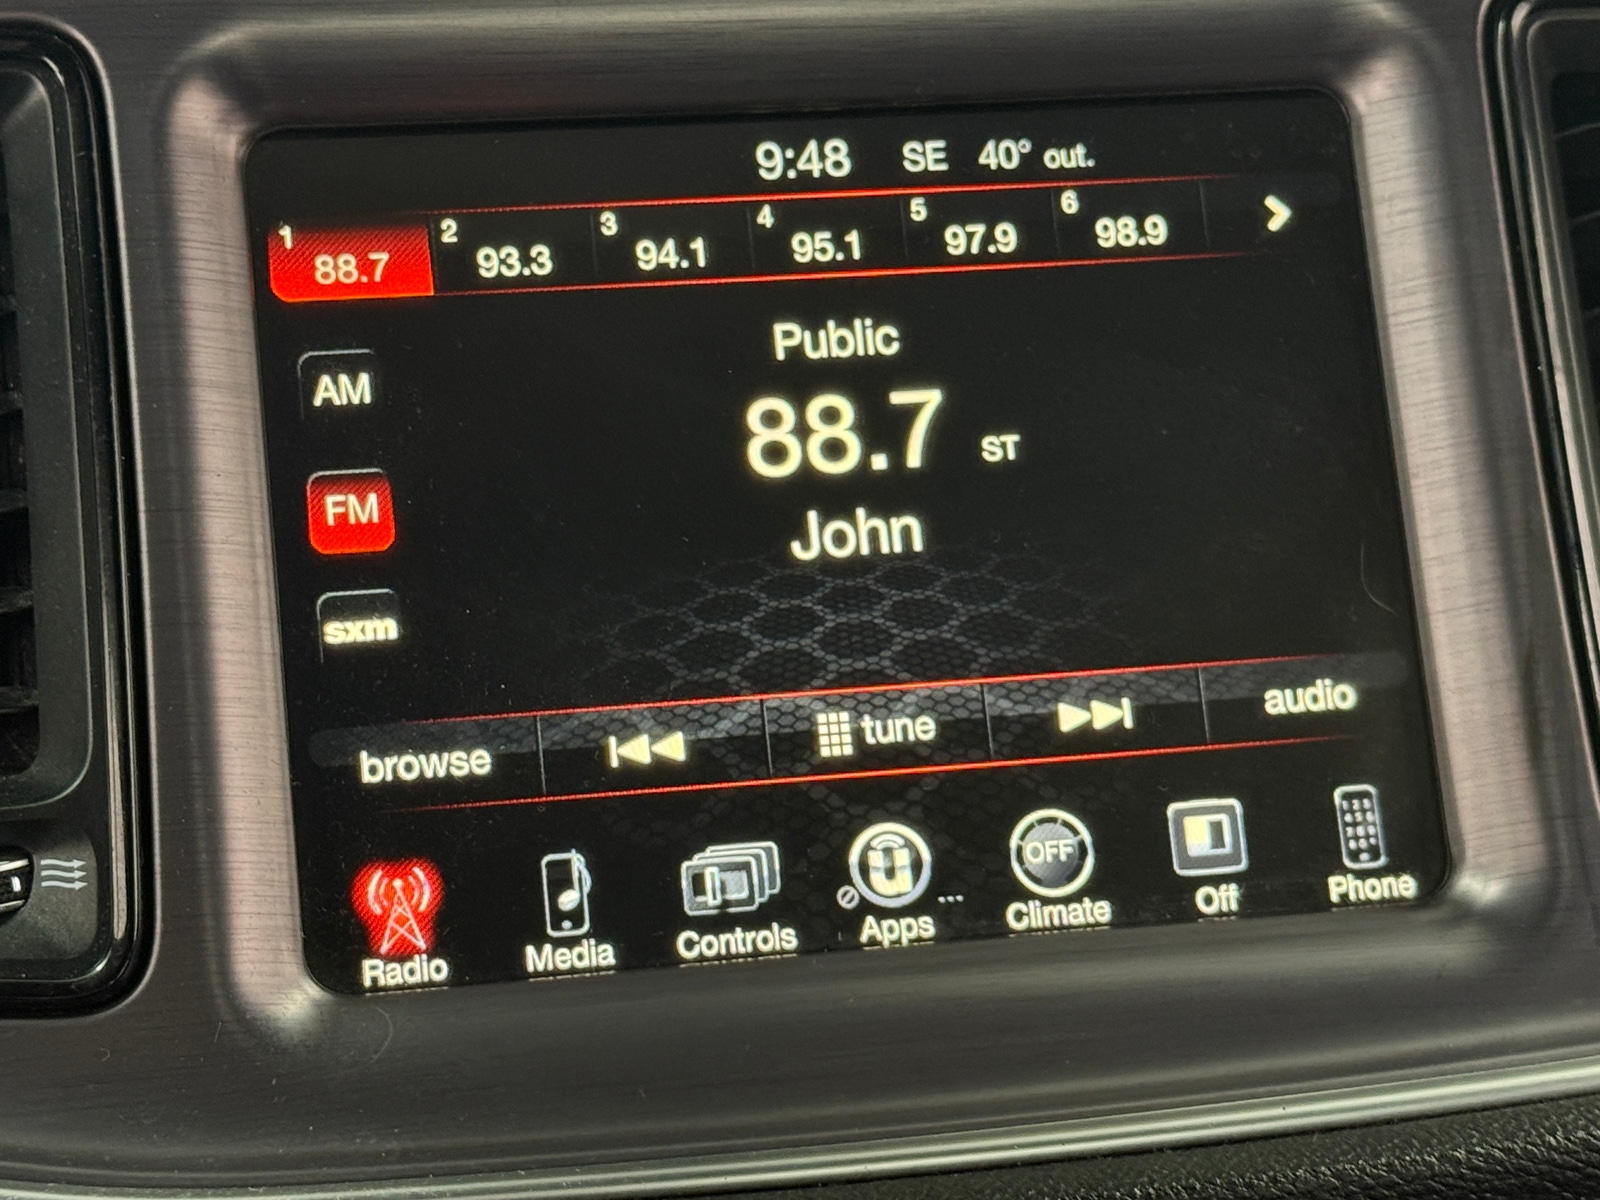 9:48 SE 40° out.
1 2 3 4 5 6
88.7 93.3 94.1 95.1 97.9 98.9
Public
AM
88.7 ST
FM
John
sxm
browse tune audio
OFF
Radio Media Controls Apps ... Climate Off Phone